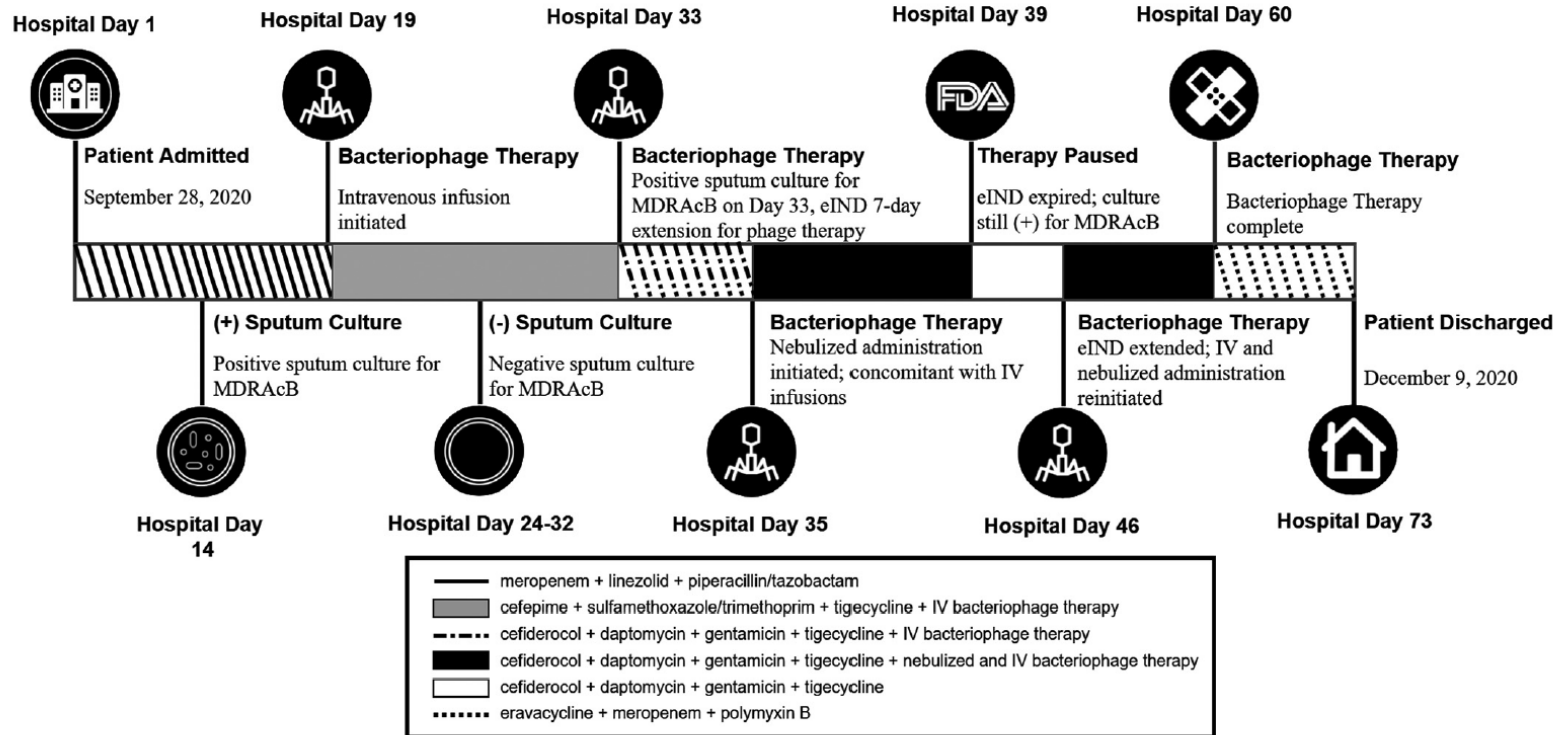 Hospital Day 1
Hospital Day 19
Hospital Day 33
Hospital Day 39
Hospital Day 60
FDA
Patient Admitted
September 28, 2020
Bacteriophage Therapy
Intravenous infusion
initiated
Bacteriophage Therapy
Positive sputum culture for
MDRAcB on Day 33, eIND 7-day
extension for phage therapy
Therapy Paused
eIND expired; culture
still (+) for MDRAcB
Bacteriophage Therapy
Bacteriophage Therapy
complete
(+) Sputum Culture
Positive sputum culture for
MDRAcB
(-) Sputum Culture
Negative sputum culture
for MDRAcB
Bacteriophage Therapy
Nebulized administration
initiated; concomitant with IV
infusions
Bacteriophage Therapy
eIND extended; IV and
nebulized administration
reinitiated
Patient Discharged
December 9, 2020
Hospital Day
14
Hospital Day 24-32
Hospital Day 35
Hospital Day 46
Hospital Day 73
meropenem + linezolid + piperacillin/tazobactam
cefepime + sulfamethoxazole/trimethoprim + tigecycline + IV bacteriophage therapy
cefiderocol + daptomycin + gentamicin + tigecycline + IV bacteriophage therapy
cefiderocol + daptomycin + gentamicin + tigecycline + nebulized and IV bacteriophage therapy
cefiderocol + daptomycin + gentamicin + tigecycline
eravacycline + meropenem + polymyxin B